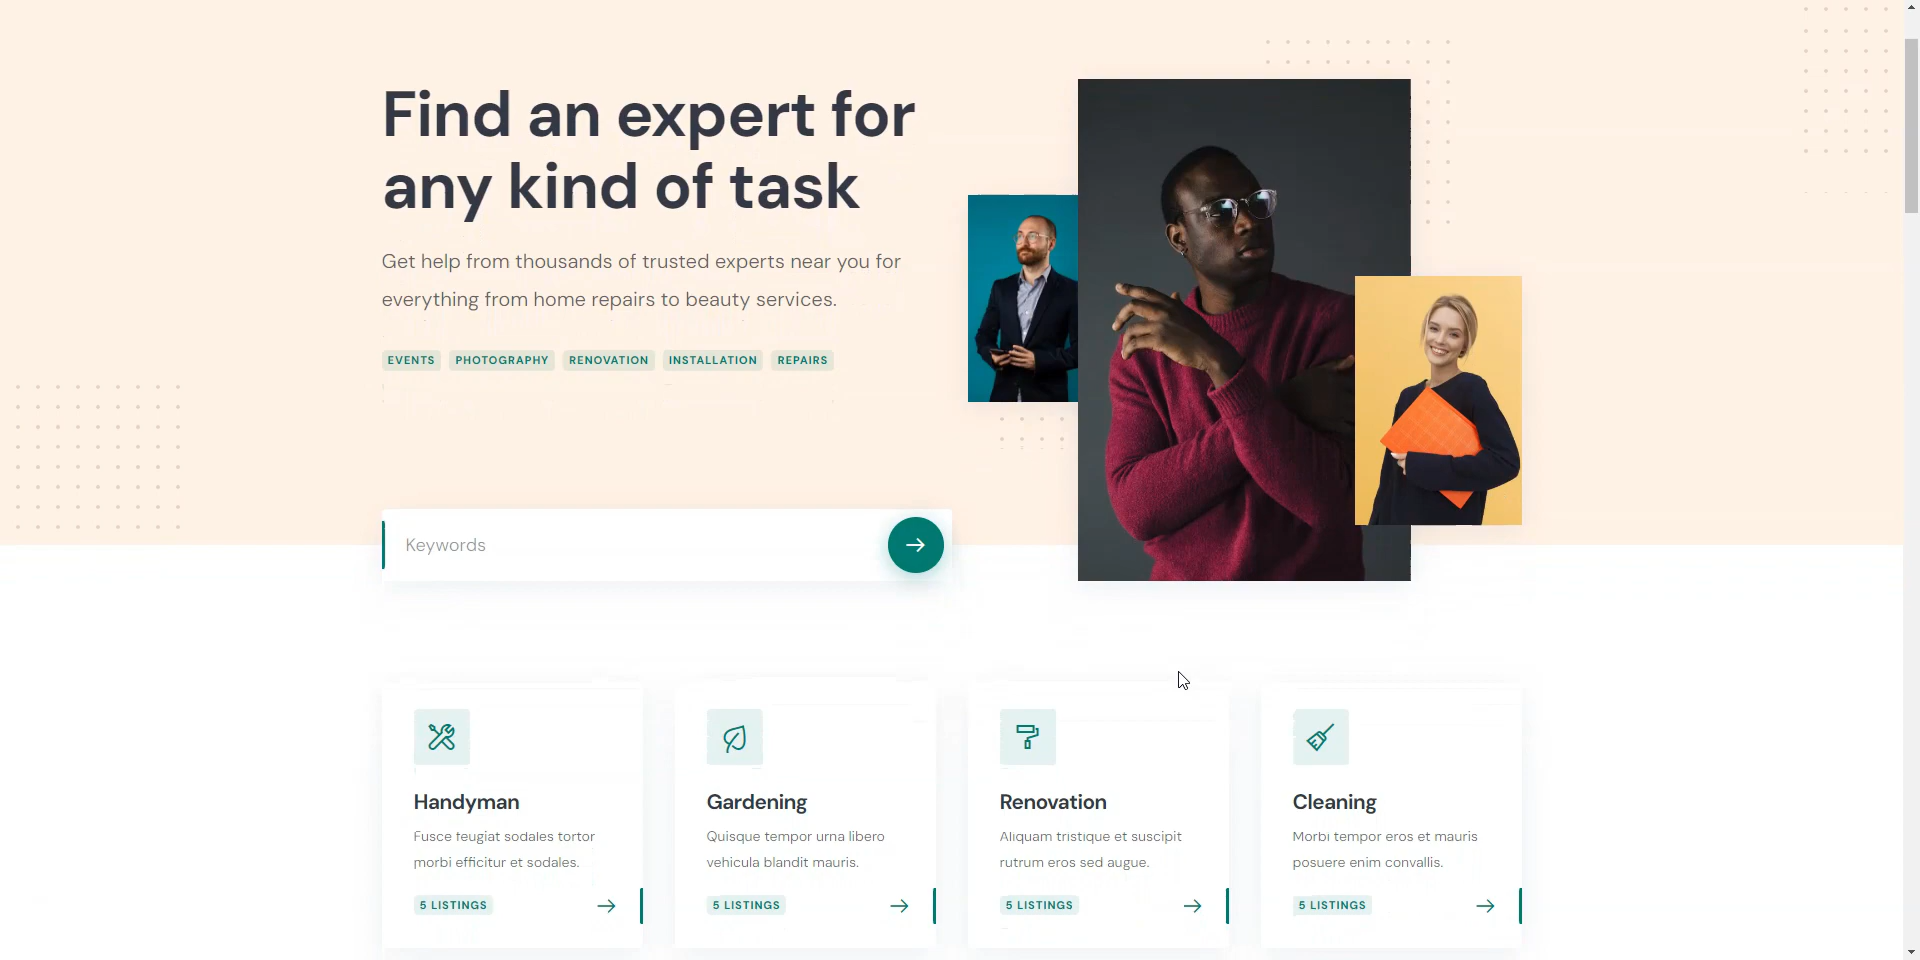 Find an expert for
any kind of task
Get help from thousands of trusted experts near you for
everything from home repairs to beauty services.
EVENTS PHOTOGRAPHY RENOVATION INSTALLATION REPAIRS
Keywords
Handyman
Fusce feugiat sodales tortor
morbi efficitur et sodales.
5 LISTINGS
Gardening
Quisque tempor urna libero
vehicula blandit mauris.
5 LISTINGS
Renovation
Aliquam tristique et suscipit
rutrum eros sed augue.
5 LISTINGS
Cleaning
Morbi tempor eros et mauris
posuere enim convallis.
5 LISTINGS